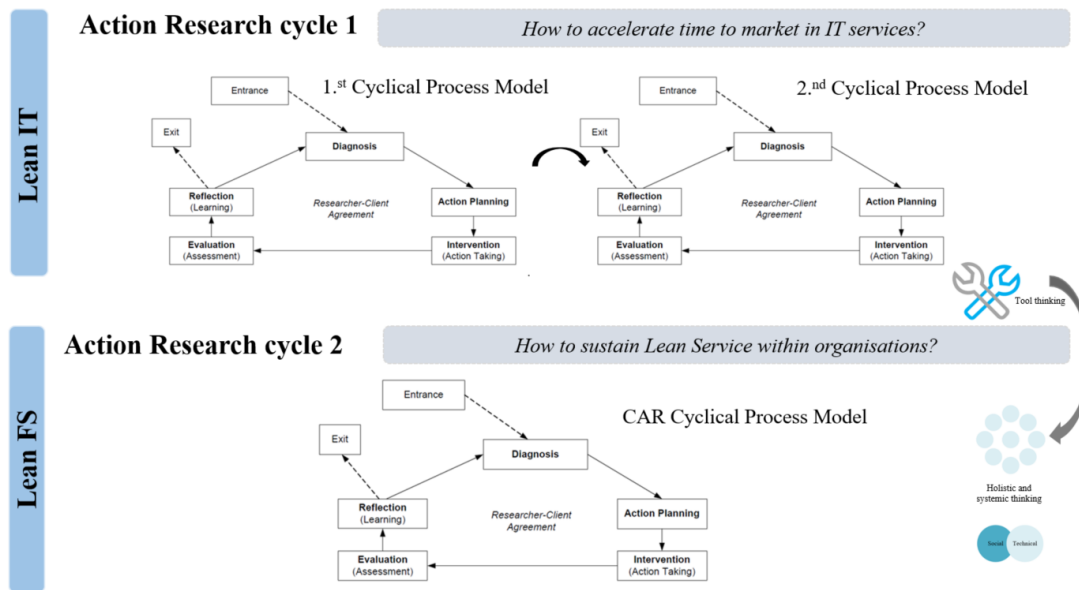 Lean IT
Action Research cycle 1
How to accelerate time to market in IT services?
1.st Cyclical Process Model
Entrance
Exit
Diagnosis
Reflection
(Learning)
Researcher-Client
Agreement
Action Planning
Evaluation
(Assessment)
Intervention
(Action Taking)
2.nd Cyclical Process Model
Entrance
Exit
Diagnosis
Reflection
(Learning)
Researcher-Client
Agreement
Action Planning
Evaluation
(Assessment)
Intervention
(Action Taking)
Tool thinking
Lean FS
Action Research cycle 2
How to sustain Lean Service within organisations?
CAR Cyclical Process Model
Entrance
Exit
Diagnosis
Reflection
(Learning)
Researcher-Client
Agreement
Action Planning
Evaluation
(Assessment)
Intervention
(Action Taking)
Holistic and
systemic thinking
Social
Technical